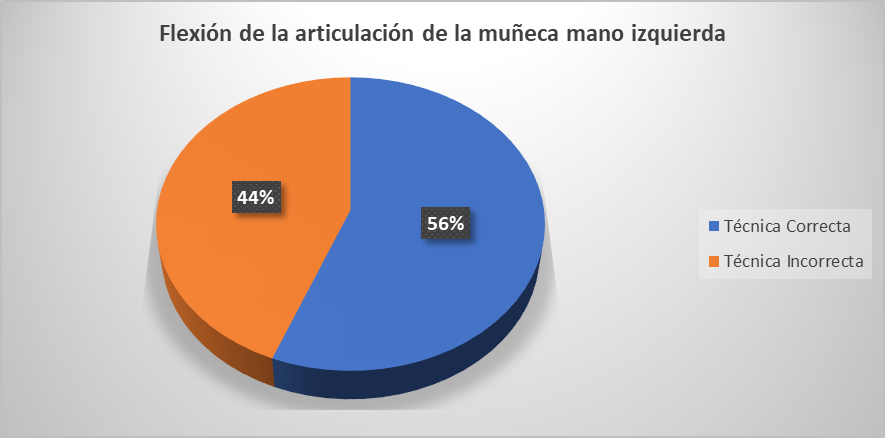 Flexión de la articulación de la muñeca mano izquierda
44%
56%
Técnica Correcta
Técnica Incorrecta